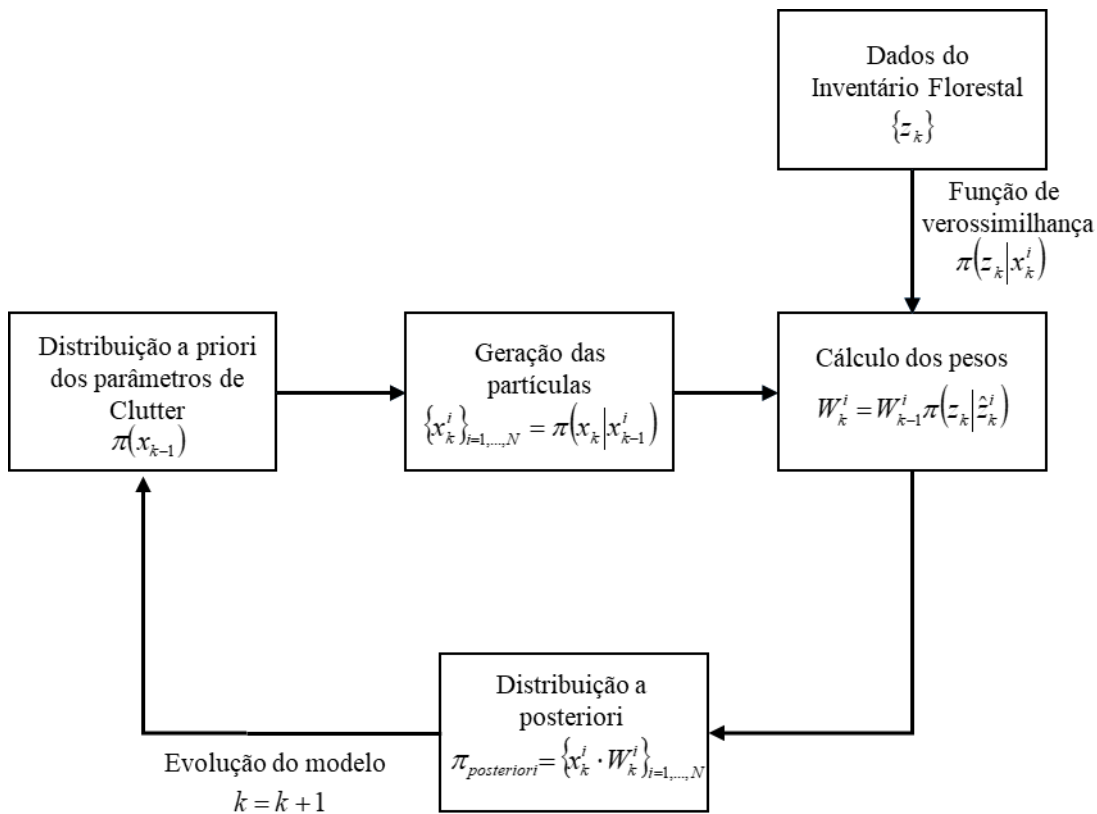 Dados do
Inventário Florestal
{z_k}
Função de
verossimilhança
π(z_k|x_k^i)
Distribuição a priori
dos parâmetros de
Clutter
π(x_{k−1})
Geração das
partículas
{x_k^i}_{i=1,...,N} = π(x_k|x_{k−1}^i)
Cálculo dos pesos
W_k^i = W_{k−1}^i π(z_k|ẑ_k^i)
Distribuição a
posteriori
π_{posteriori} = {x_k^i · W_k^i}_{i=1,...,N}
Evolução do modelo
k = k + 1